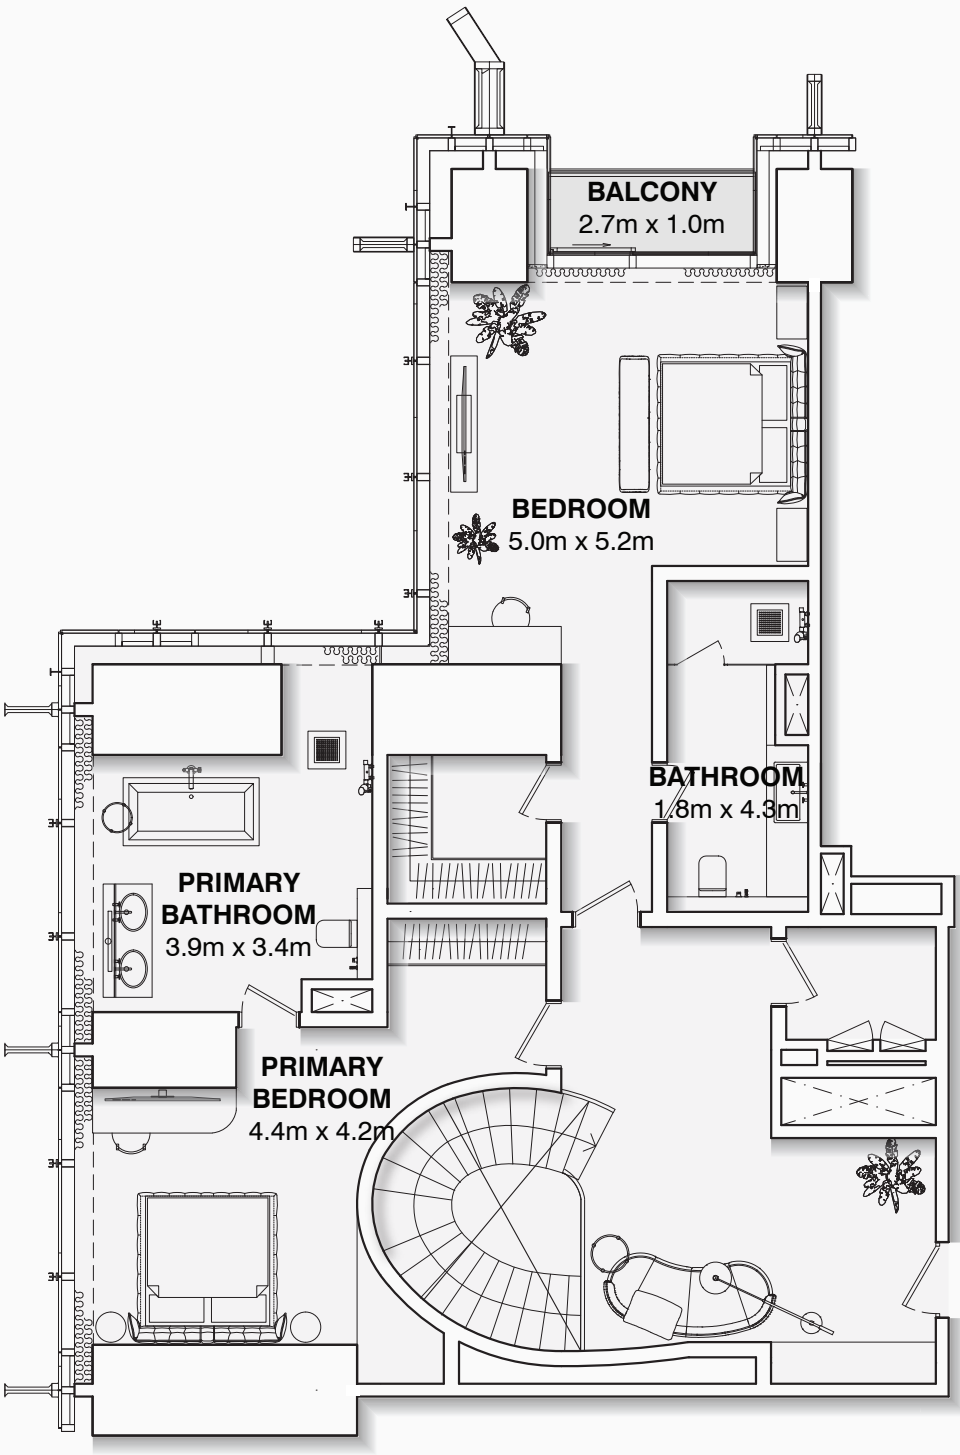 BALCONY
2.7m x 1.0m
BEDROOM
5.0m x 5.2m
BATHROOM
1.8m x 4.3m
PRIMARY
BATHROOM
3.9m x 3.4m
PRIMARY
BEDROOM
4.4m x 4.2m